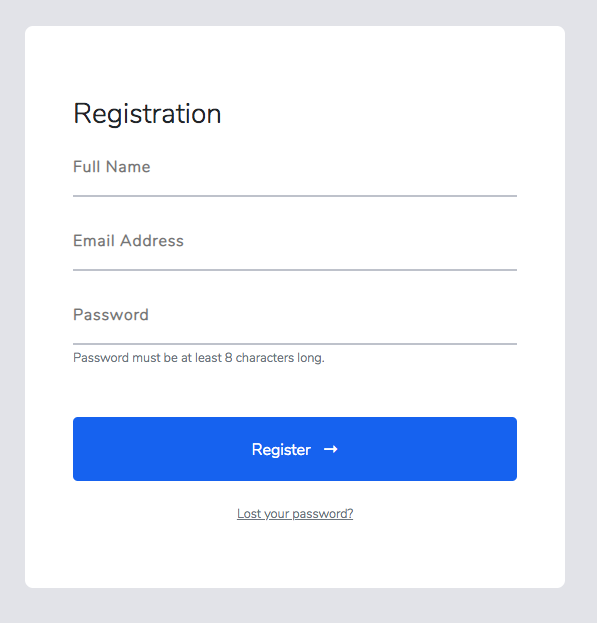 Registration
Full Name
Email Address
Password
Password must be at least 8 characters long.
Register →
Lost your password?